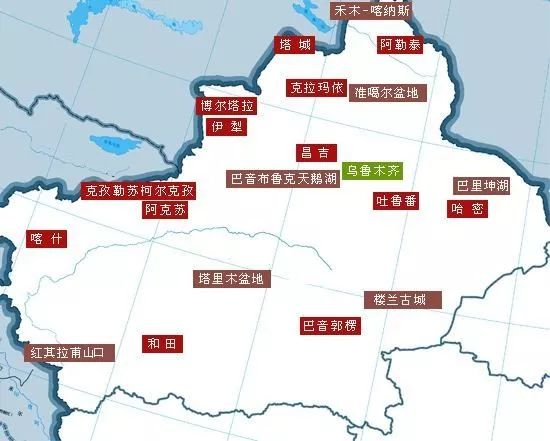 禾木-喀纳斯
塔城
阿勒泰
克拉玛依
准噶尔盆地
博尔塔拉
伊犁
昌吉
乌鲁木齐
巴音布鲁克天鹅湖
巴里坤湖
克孜勒苏柯尔克孜
阿克苏
吐鲁番
哈密
喀什
塔里木盆地
楼兰古城
巴音郭楞
和田
红其拉甫山口